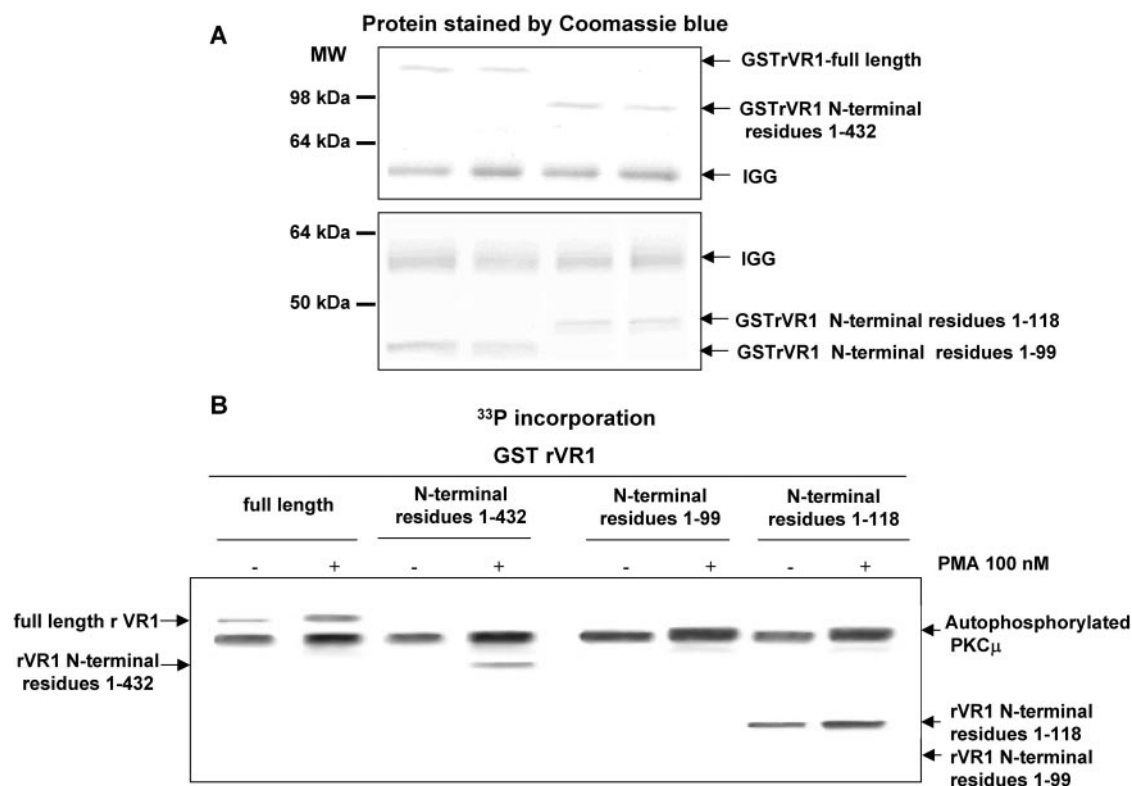 A
Protein stained by Coomassie blue
MW
98 kDa
64 kDa
GSTrVR1-full length
GSTrVR1 N-terminal
residues 1-432
IGG
64 kDa
50 kDa
IGG
GSTrVR1 N-terminal residues 1-118
GSTrVR1 N-terminal residues 1-99
B
³³P incorporation
GST rVR1
full length
N-terminal
residues 1-432
N-terminal
residues 1-99
N-terminal
residues 1-118
- + - + - + - + PMA 100 nM
full length r VR1
rVR1 N-terminal
residues 1-432
Autophosphorylated
PKCμ
rVR1 N-terminal
residues 1-118
rVR1 N-terminal
residues 1-99